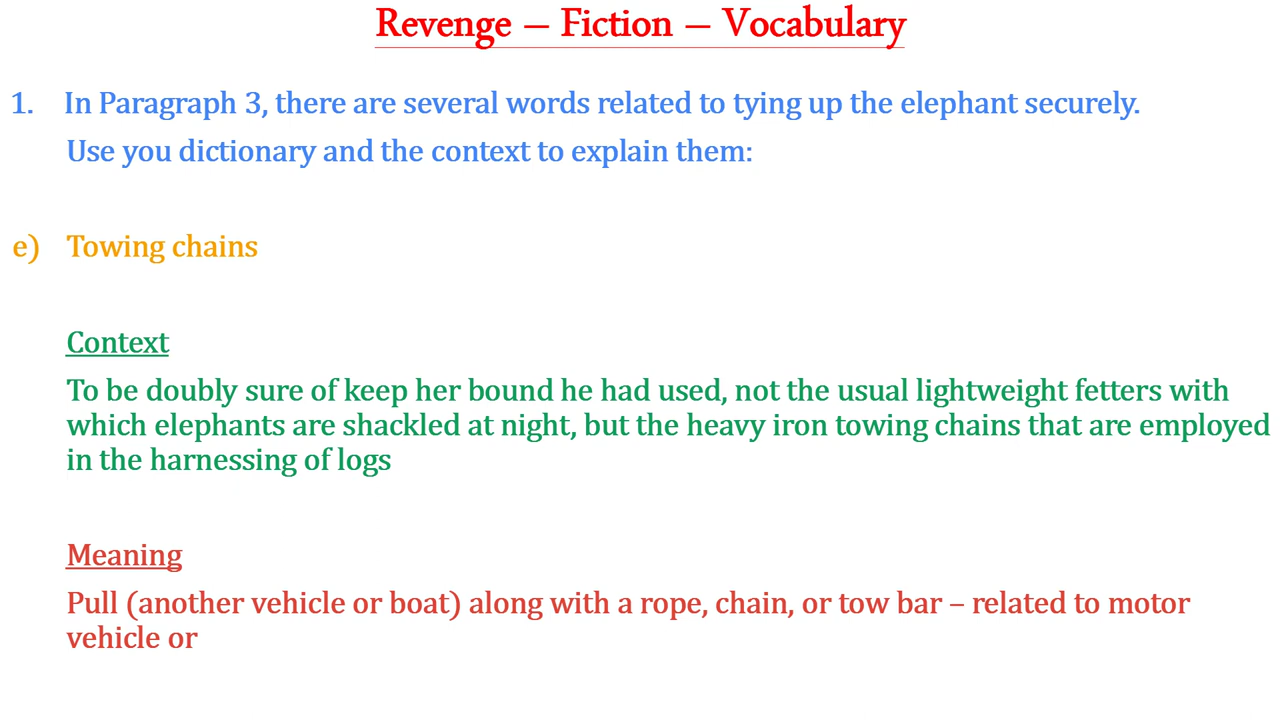 Revenge – Fiction – Vocabulary
1. In Paragraph 3, there are several words related to tying up the elephant securely.
Use you dictionary and the context to explain them:
e) Towing chains
Context
To be doubly sure of keep her bound he had used, not the usual lightweight fetters with
which elephants are shackled at night, but the heavy iron towing chains that are employed
in the harnessing of logs
Meaning
Pull (another vehicle or boat) along with a rope, chain, or tow bar – related to motor
vehicle or